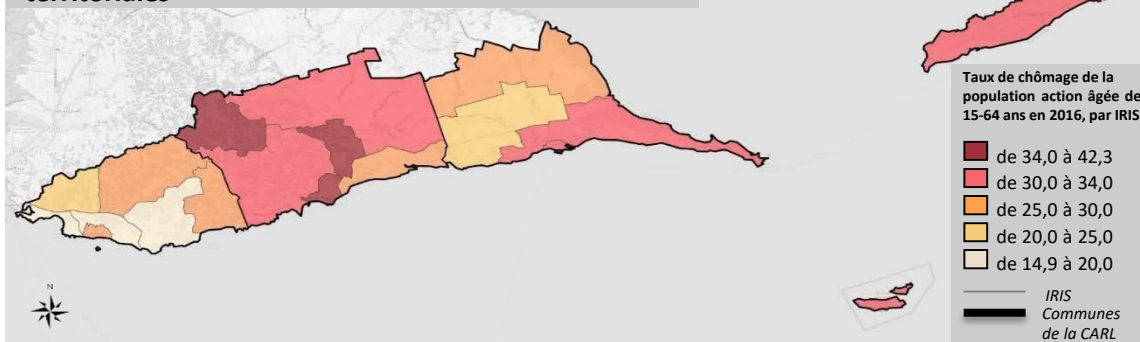 territoriales
Taux de chômage de la
population action âgée de
15-64 ans en 2016, par IRIS
de 34,0 à 42,3
de 30,0 à 34,0
de 25,0 à 30,0
de 20,0 à 25,0
de 14,9 à 20,0
IRIS
Communes
de la CARL
N